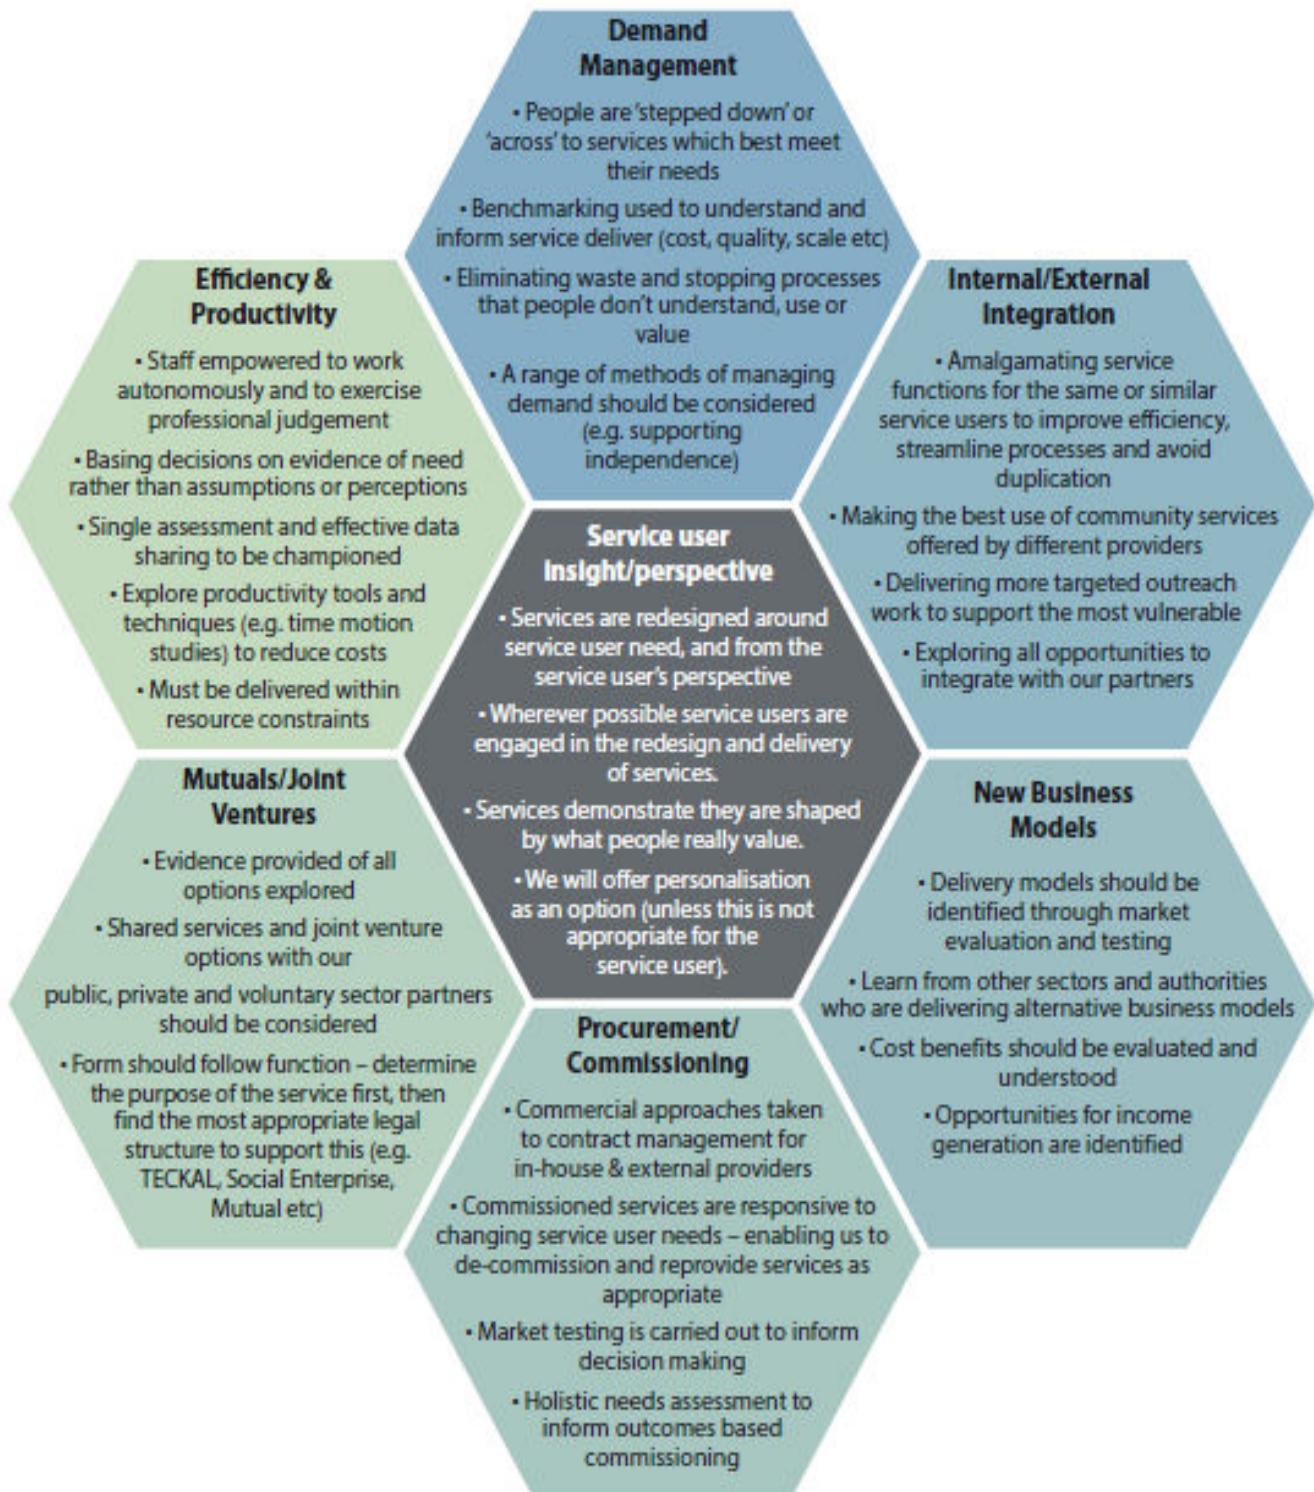 Demand
Management
• People are 'stepped down' or
'across' to services which best meet
their needs
• Benchmarking used to understand and
inform service deliver (cost, quality, scale etc)
• Eliminating waste and stopping processes
that people don't understand, use or
value
• A range of methods of managing
demand should be considered
(e.g. supporting
independence)
Efficiency &
Productivity
• Staff empowered to work
autonomously and to exercise
professional judgement
• Basing decisions on evidence of need
rather than assumptions or perceptions
• Single assessment and effective data
sharing to be championed
• Explore productivity tools and
techniques (e.g. time motion
studies) to reduce costs
• Must be delivered within
resource constraints
Internal/External
Integration
• Amalgamating service
functions for the same or similar
service users to improve efficiency,
streamline processes and avoid
duplication
• Making the best use of community services
offered by different providers
• Delivering more targeted outreach
work to support the most vulnerable
• Exploring all opportunities to
integrate with our partners
Service user
insight/perspective
• Services are redesigned around
service user need, and from the
service user's perspective
• Wherever possible service users are
engaged in the redesign and delivery
of services.
• Services demonstrate they are shaped
by what people really value.
• We will offer personalisation
as an option (unless this is not
appropriate for the
service user).
Mutuals/Joint
Ventures
• Evidence provided of all
options explored
• Shared services and joint venture
options with our
public, private and voluntary sector partners
should be considered
• Form should follow function – determine
the purpose of the service first, then
find the most appropriate legal
structure to support this (e.g.
TECKAL, Social Enterprise,
Mutual etc)
New Business
Models
• Delivery models should be
identified through market
evaluation and testing
• Learn from other sectors and authorities
who are delivering alternative business models
• Cost benefits should be evaluated and
understood
• Opportunities for income
generation are identified
Procurement/
Commissioning
• Commercial approaches taken
to contract management for
in-house & external providers
• Commissioned services are responsive to
changing service user needs – enabling us to
de-commission and reprovide services as
appropriate
• Market testing is carried out to inform
decision making
• Holistic needs assessment to
inform outcomes based
commissioning